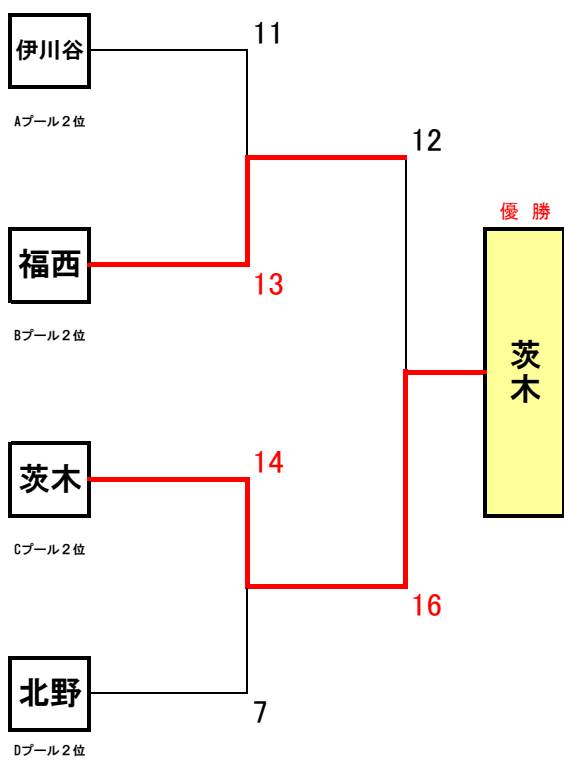 伊川谷
11
Aプール2位
12
優 勝
福西
13
Bプール2位
茨木
茨木
14
Cプール2位
16
北野
7
Dプール2位